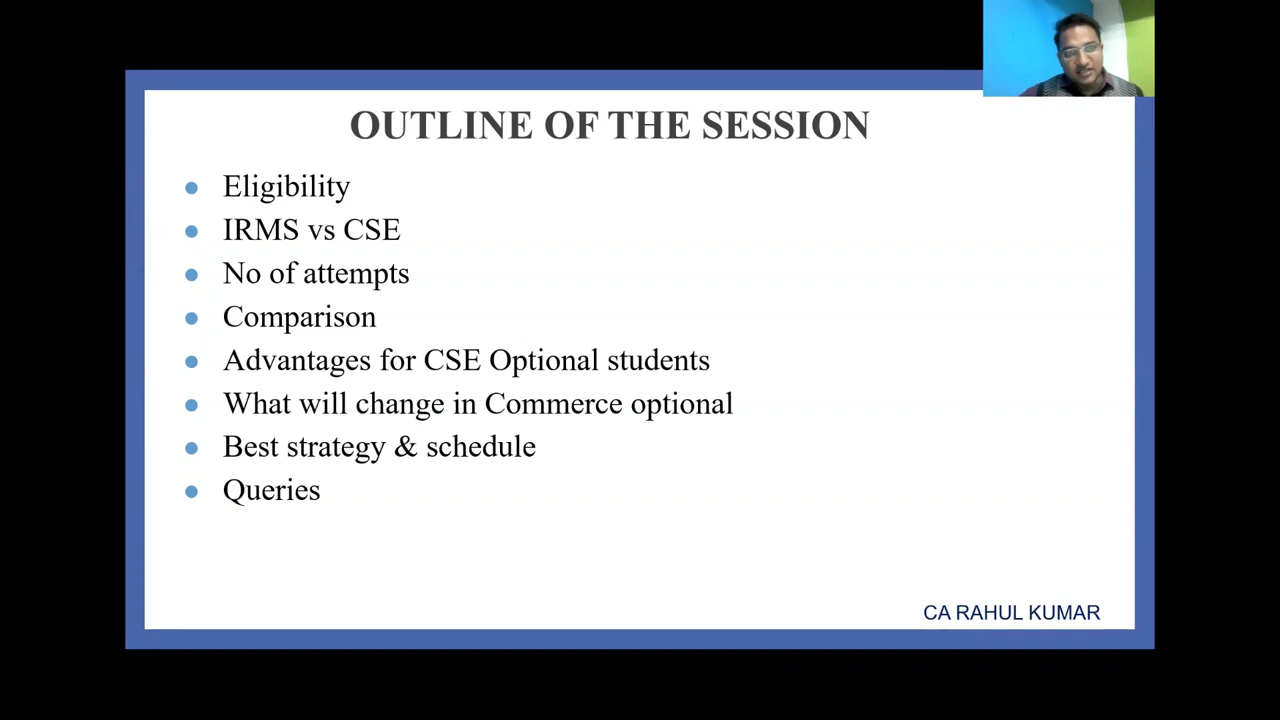 OUTLINE OF THE SESSION
Eligibility
IRMS vs CSE
No of attempts
Comparison
Advantages for CSE Optional students
What will change in Commerce optional
Best strategy & schedule
Queries
CA RAHUL KUMAR